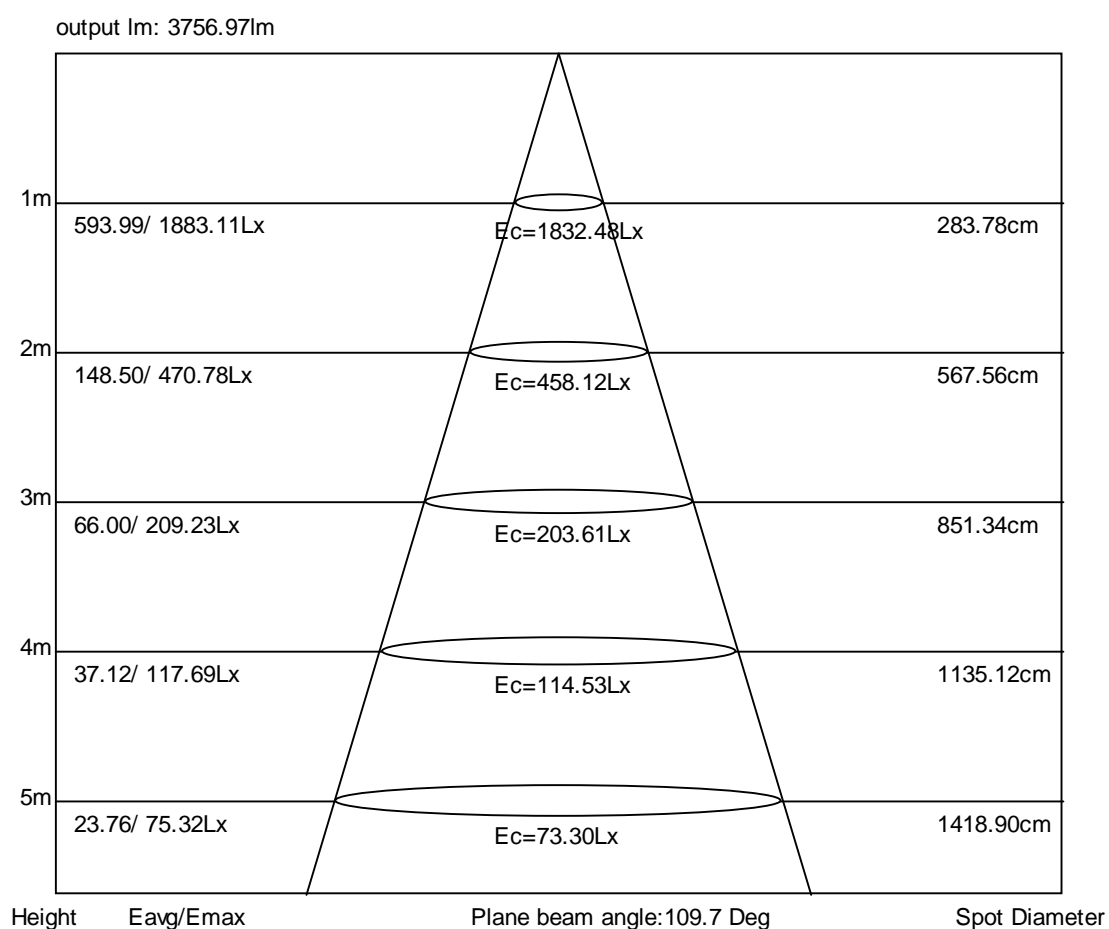 output lm: 3756.97lm
1m
593.99/ 1883.11Lx
Ec=1832.48Lx
283.78cm
2m
148.50/ 470.78Lx
Ec=458.12Lx
567.56cm
3m
66.00/ 209.23Lx
Ec=203.61Lx
851.34cm
4m
37.12/ 117.69Lx
Ec=114.53Lx
1135.12cm
5m
23.76/ 75.32Lx
Ec=73.30Lx
1418.90cm
Height Eavg/Emax Plane beam angle:109.7 Deg Spot Diameter